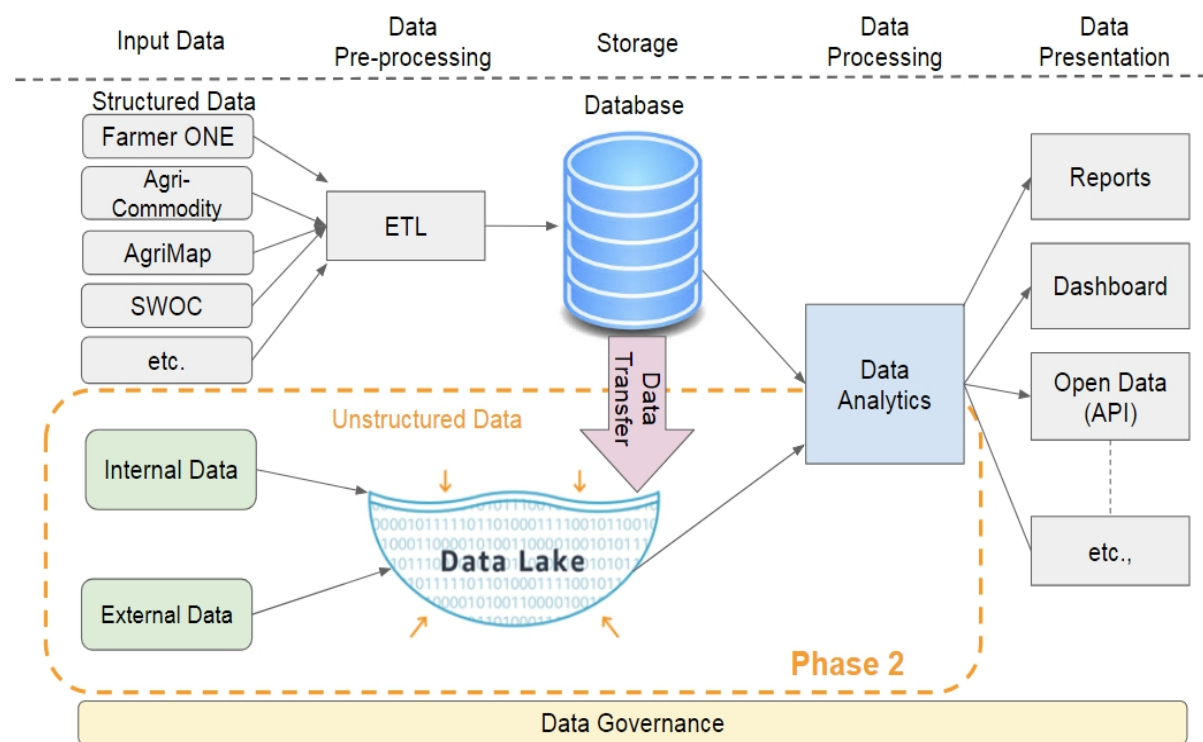 Input Data
Data
Pre-processing
Storage
Data
Processing
Data
Presentation
Structured Data
Farmer ONE
Agri-
Commodity
AgriMap
SWOC
etc.
ETL
Database
Data
Transfer
Data
Analytics
Reports
Dashboard
Open Data
(API)
etc.,
Unstructured Data
Internal Data
External Data
Data Lake
Phase 2
Data Governance